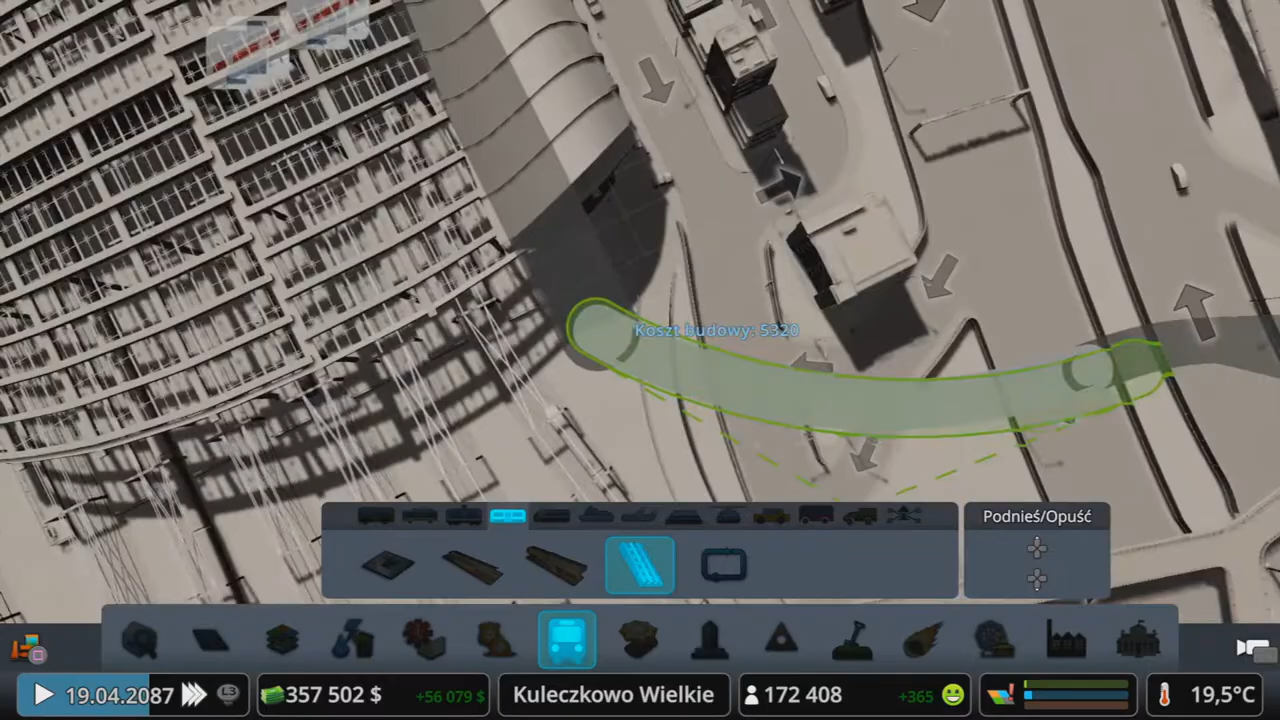 Koszt budowy: 5320
Podnieś/Opuść
19.04.2087
L3
357 502 $
+56 079 $
Kuleczkowo Wielkie
172 408
+365
19,5°C